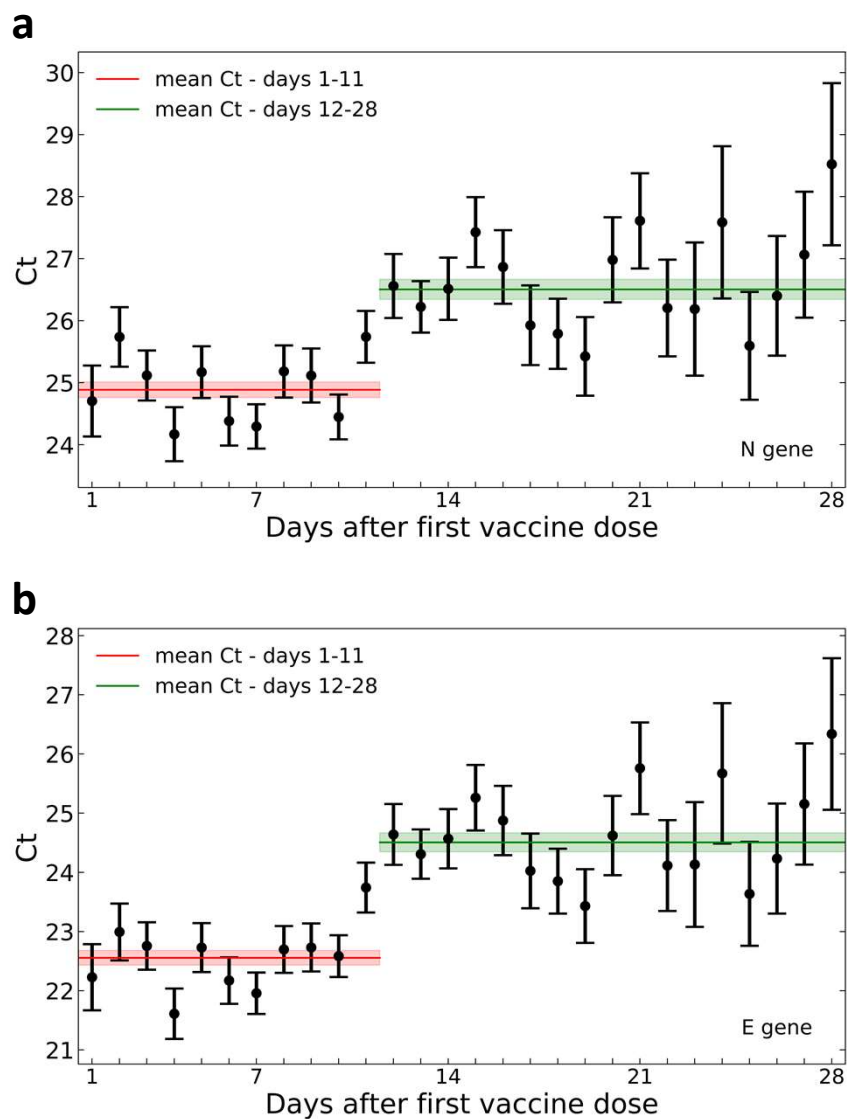 a
30
mean Ct - days 1-11
mean Ct - days 12-28
29
28
27
Ct
26
25
24
N gene
1 7 14 21 28
Days after first vaccine dose
b
28
mean Ct - days 1-11
mean Ct - days 12-28
27
26
25
Ct
24
23
22
E gene
21
1 7 14 21 28
Days after first vaccine dose